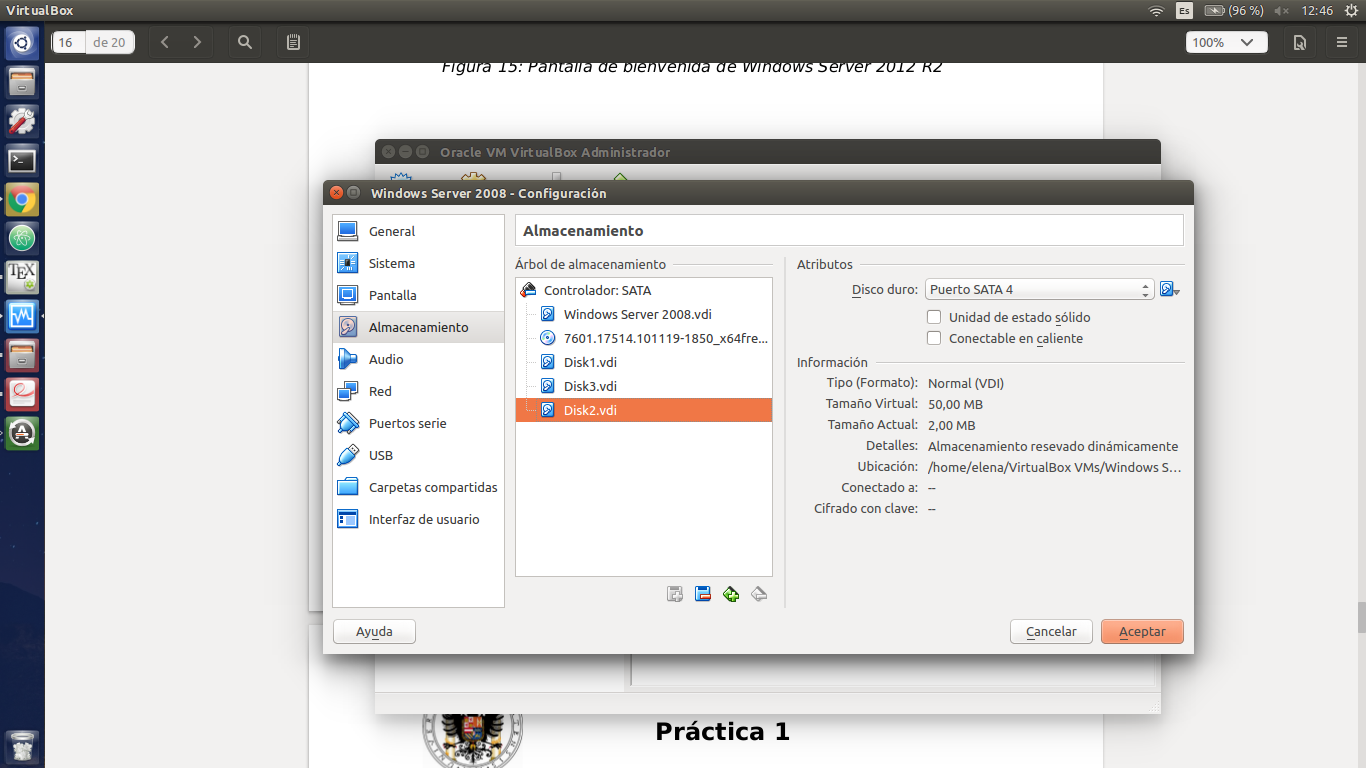 VirtualBox
Es
(96 %)
12:46
16
de 20
100%
Figura 15: Pantalla de bienvenida de Windows Server 2012 R2
Oracle VM VirtualBox Administrador
Windows Server 2008 - Configuración
General
Sistema
Pantalla
Almacenamiento
Audio
Red
Puertos serie
USB
Carpetas compartidas
Interfaz de usuario
Almacenamiento
Árbol de almacenamiento
Controlador: SATA
Windows Server 2008.vdi
7601.17514.101119-1850_x64fre...
Disk1.vdi
Disk3.vdi
Disk2.vdi
Atributos
Disco duro: Puerto SATA 4
Unidad de estado sólido
Conectable en caliente
Información
Tipo (Formato): Normal (VDI)
Tamaño Virtual: 50,00 MB
Tamaño Actual: 2,00 MB
Detalles: Almacenamiento resevado dinámicamente
Ubicación: /home/elena/VirtualBox VMs/Windows S...
Conectado a: --
Cifrado con clave: --
Ayuda
Cancelar
Aceptar
TEX
Práctica 1